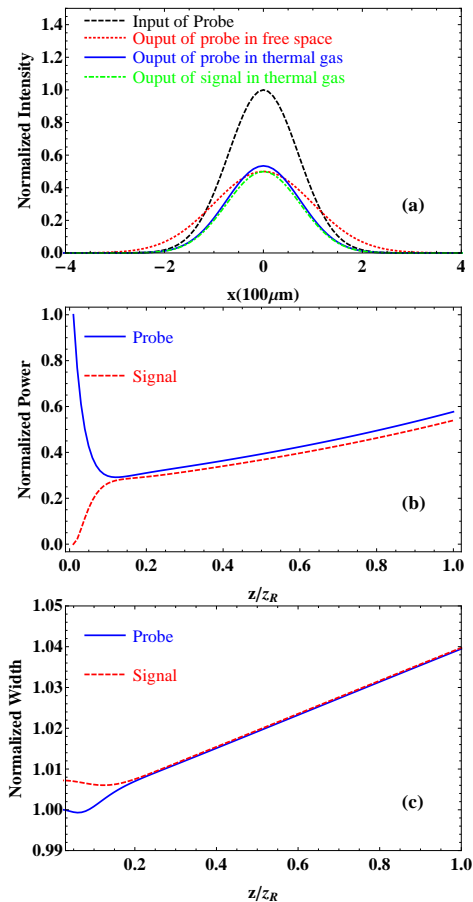 1.4
1.2
1.0
0.8
0.6
0.4
0.2
0.0
Normalized Intensity
Input of Probe
Ouput of probe in free space
Ouput of probe in thermal gas
Ouput of signal in thermal gas
(a)
−4 −2 0 2 4
x(100μm)
1.0
0.8
0.6
0.4
0.2
0.0
Normalized Power
Probe
Signal
(b)
0.0 0.2 0.4 0.6 0.8 1.0
z/zR
1.05
1.04
1.03
1.02
1.01
1.00
0.99
Normalized Width
Probe
Signal
(c)
0.2 0.4 0.6 0.8 1.0
z/zR